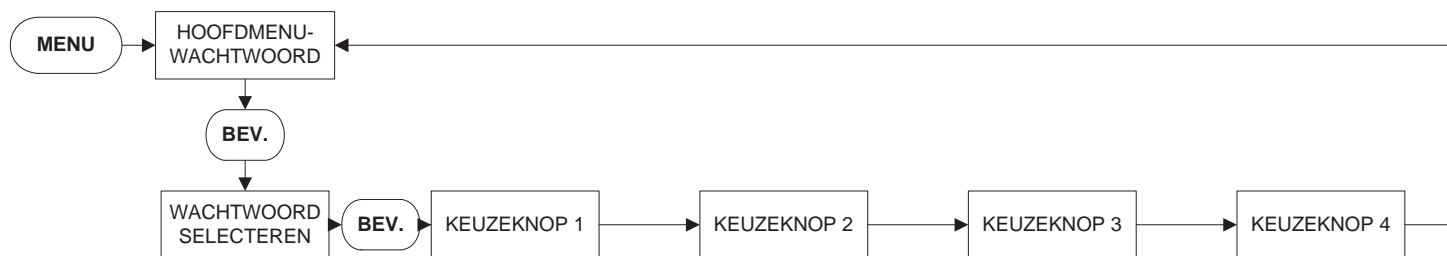 MENU
HOOFDMENU-
WACHTWOORD
BEV.
WACHTWOORD
SELECTEREN
BEV.
KEUZEKNOP 1
KEUZEKNOP 2
KEUZEKNOP 3
KEUZEKNOP 4